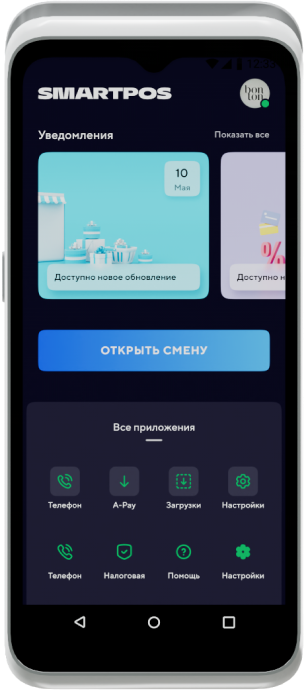 SMARTPOS
bon
ton
Уведомления
Показать все
10
Мая
Доступно новое обновление
%
Доступно н
ОТКРЫТЬ СМЕНУ
Все приложения
Телефон
A-Pay
Загрузки
Настройки
Телефон
Налоговая
Помощь
Настройки